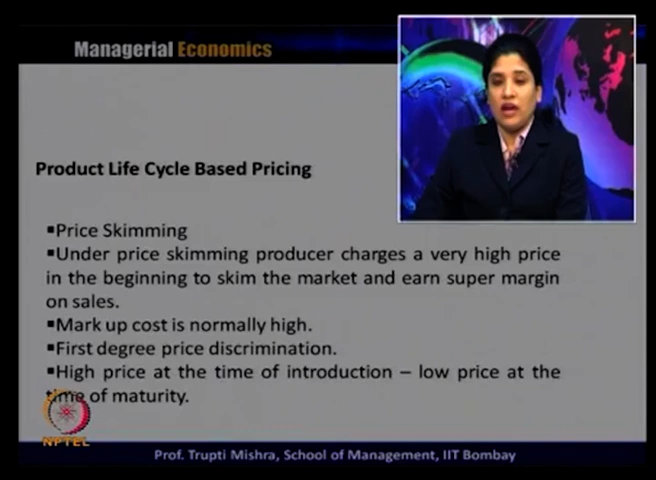 Managerial Economics
Product Life Cycle Based Pricing
▪Price Skimming
▪Under price skimming producer charges a very high price
in the beginning to skim the market and earn super margin
on sales.
▪Mark up cost is normally high.
▪First degree price discrimination.
▪High price at the time of introduction – low price at the
time of maturity.
NPTEL
Prof. Trupti Mishra, School of Management, IIT Bombay